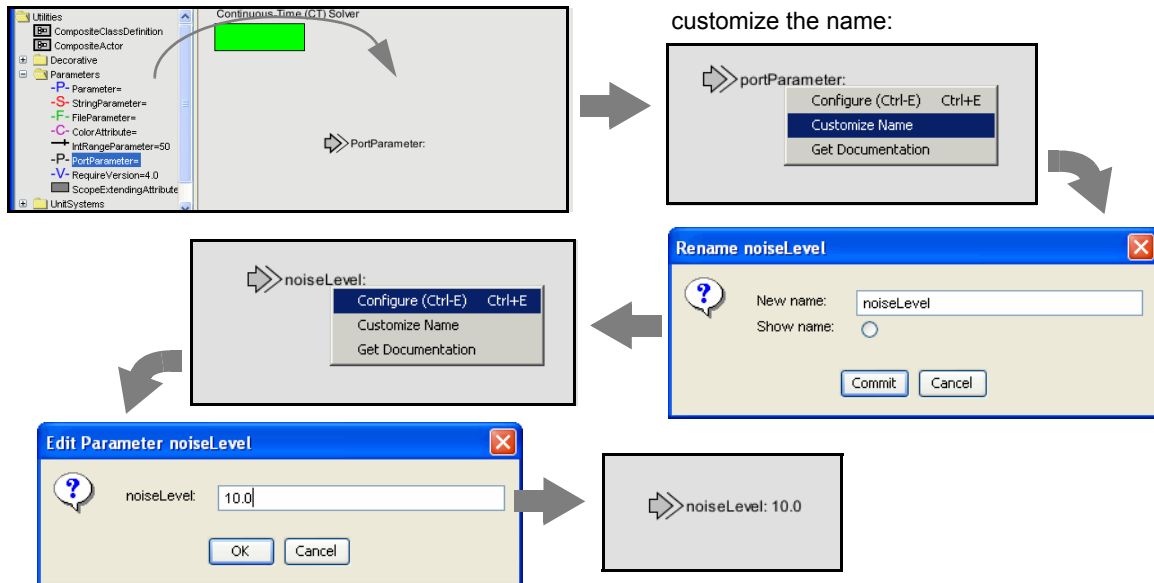 Utilities
CompositeClassDefinition
CompositeActor
Decorative
Parameters
-P- Parameter=
-S- StringParameter=
-F- FileParameter=
-C- ColorAttribute=
IntRangeParameter=50
-P- PortParameter=
-V- RequireVersion=4.0
ScopeExtendingAttribute
UnitSystems
Continuous-Time (CT) Solver
PortParameter:
customize the name:
portParameter:
Configure (Ctrl-E) Ctrl+E
Customize Name
Get Documentation
Rename noiseLevel
New name: noiseLevel
Show name:
Commit Cancel
noiseLevel:
Configure (Ctrl-E) Ctrl+E
Customize Name
Get Documentation
Edit Parameter noiseLevel
noiseLevel: 10.0
OK Cancel
noiseLevel: 10.0